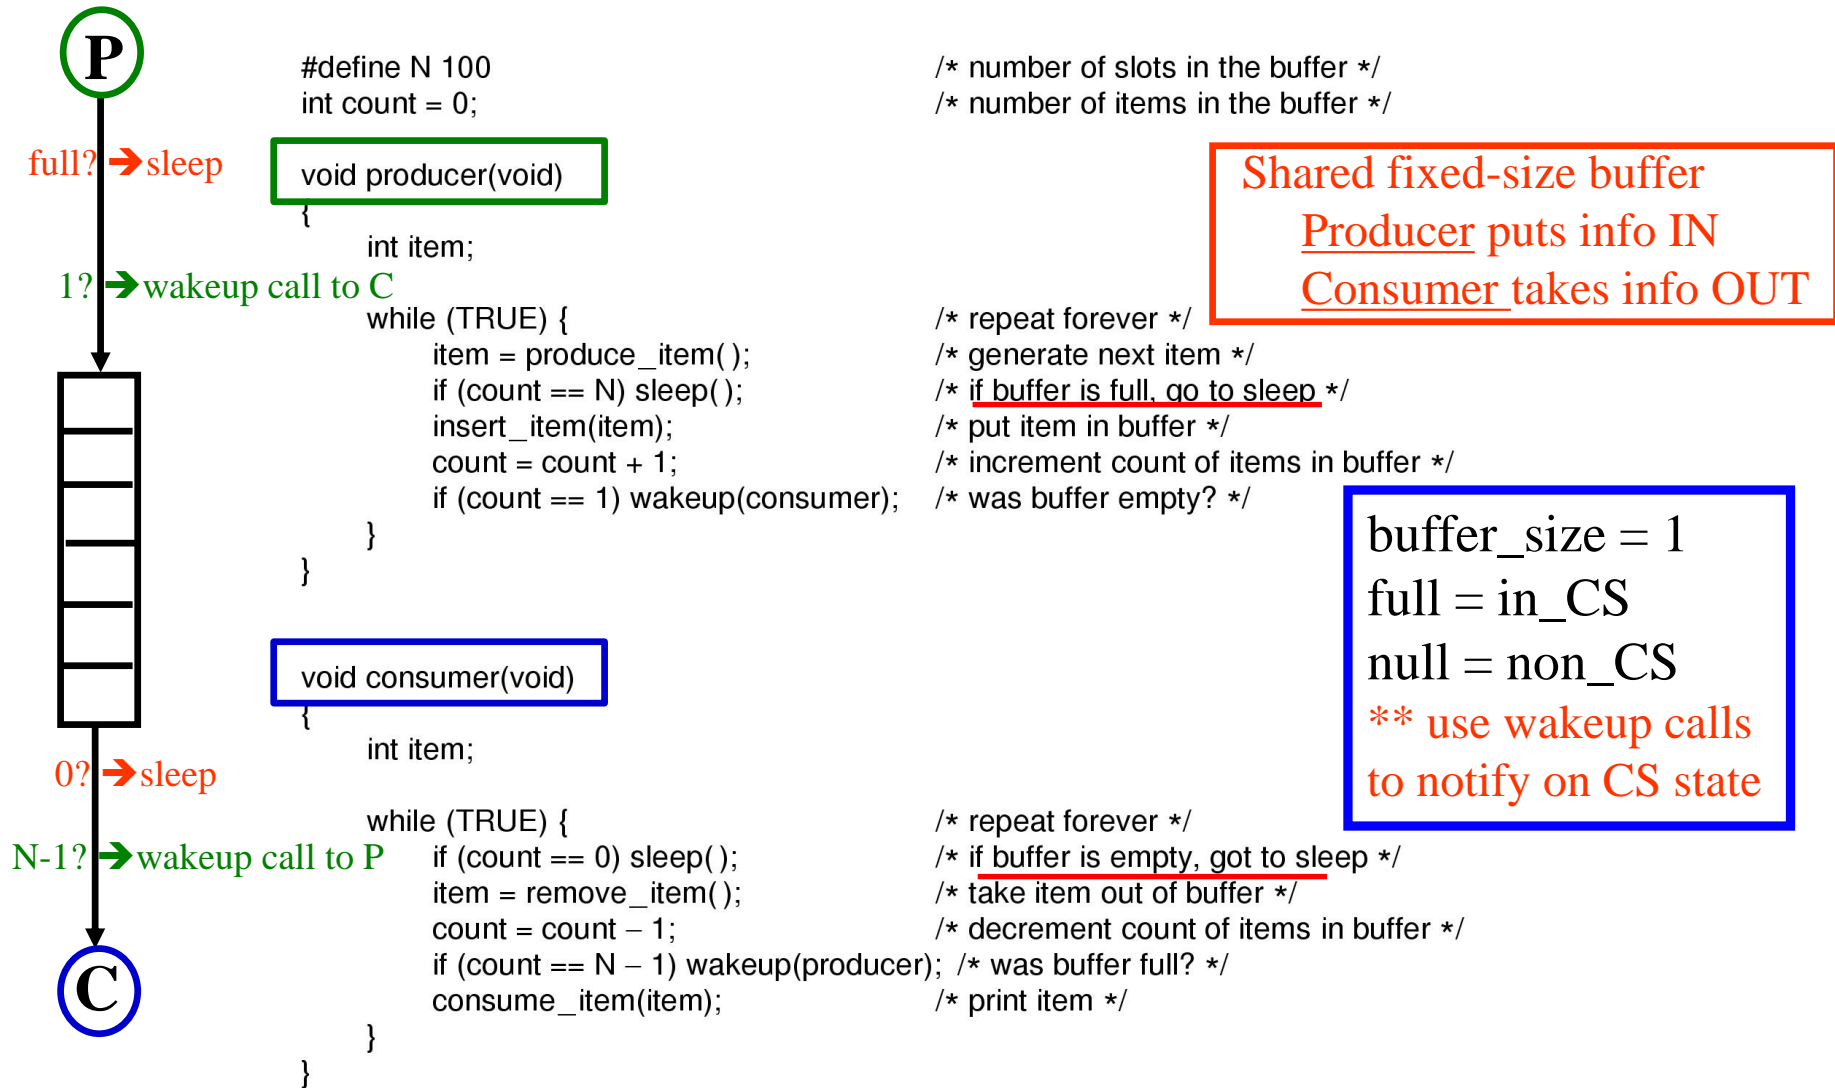 P
#define N 100 /* number of slots in the buffer */
int count = 0; /* number of items in the buffer */
full? ➔ sleep
void producer(void)
{
int item;
1? ➔ wakeup call to C
Shared fixed-size buffer
Producer puts info IN
Consumer takes info OUT
while (TRUE) { /* repeat forever */
item = produce_item( ); /* generate next item */
if (count == N) sleep( ); /* if buffer is full, go to sleep */
insert_item(item); /* put item in buffer */
count = count + 1; /* increment count of items in buffer */
if (count == 1) wakeup(consumer); /* was buffer empty? */
}
}
buffer_size = 1
full = in_CS
null = non_CS
** use wakeup calls
to notify on CS state
void consumer(void)
{
int item;
0? ➔ sleep
while (TRUE) { /* repeat forever */
N-1? ➔ wakeup call to P
if (count == 0) sleep( ); /* if buffer is empty, got to sleep */
item = remove_item( ); /* take item out of buffer */
count = count – 1; /* decrement count of items in buffer */
if (count == N – 1) wakeup(producer); /* was buffer full? */
consume_item(item); /* print item */
}
}
C